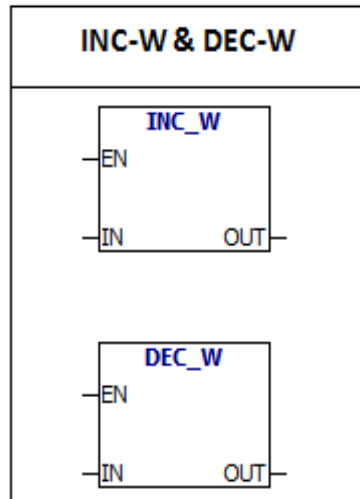 INC-W & DEC-W
INC_W
EN
IN OUT
DEC_W
EN
IN OUT